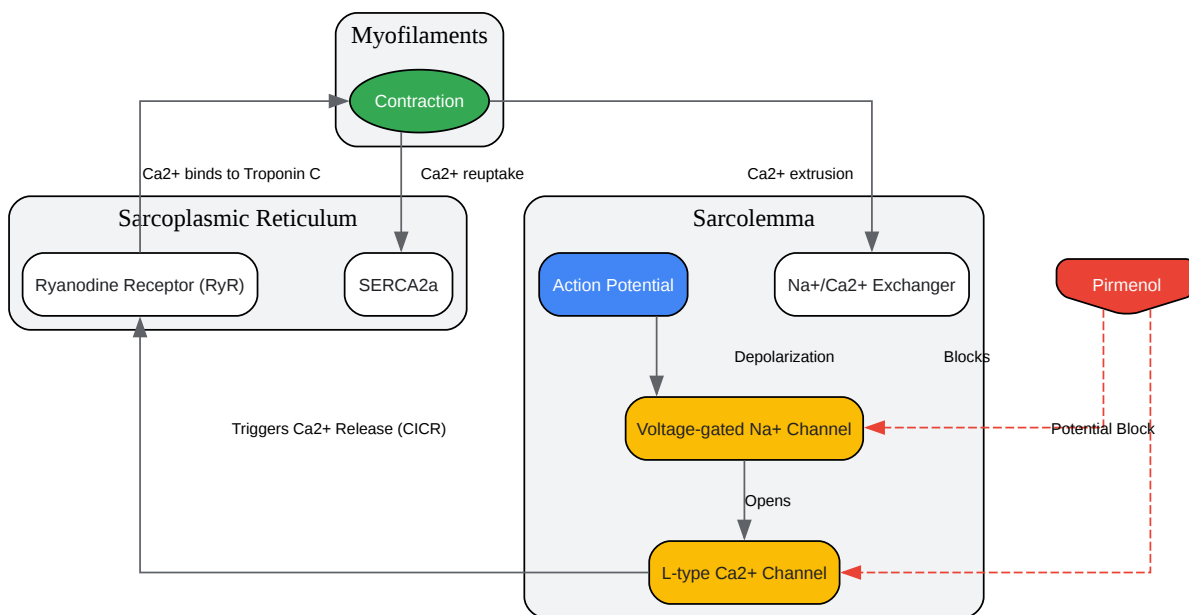 Myofilaments
Contraction
Ca2+ binds to Troponin C
Ca2+ reuptake
Ca2+ extrusion
Sarcoplasmic Reticulum
Sarcolemma
Ryanodine Receptor (RyR)
SERCA2a
Action Potential
Na+/Ca2+ Exchanger
Pirmenol
Depolarization
Blocks
Triggers Ca2+ Release (CICR)
Voltage-gated Na+ Channel
Potential Block
Opens
L-type Ca2+ Channel